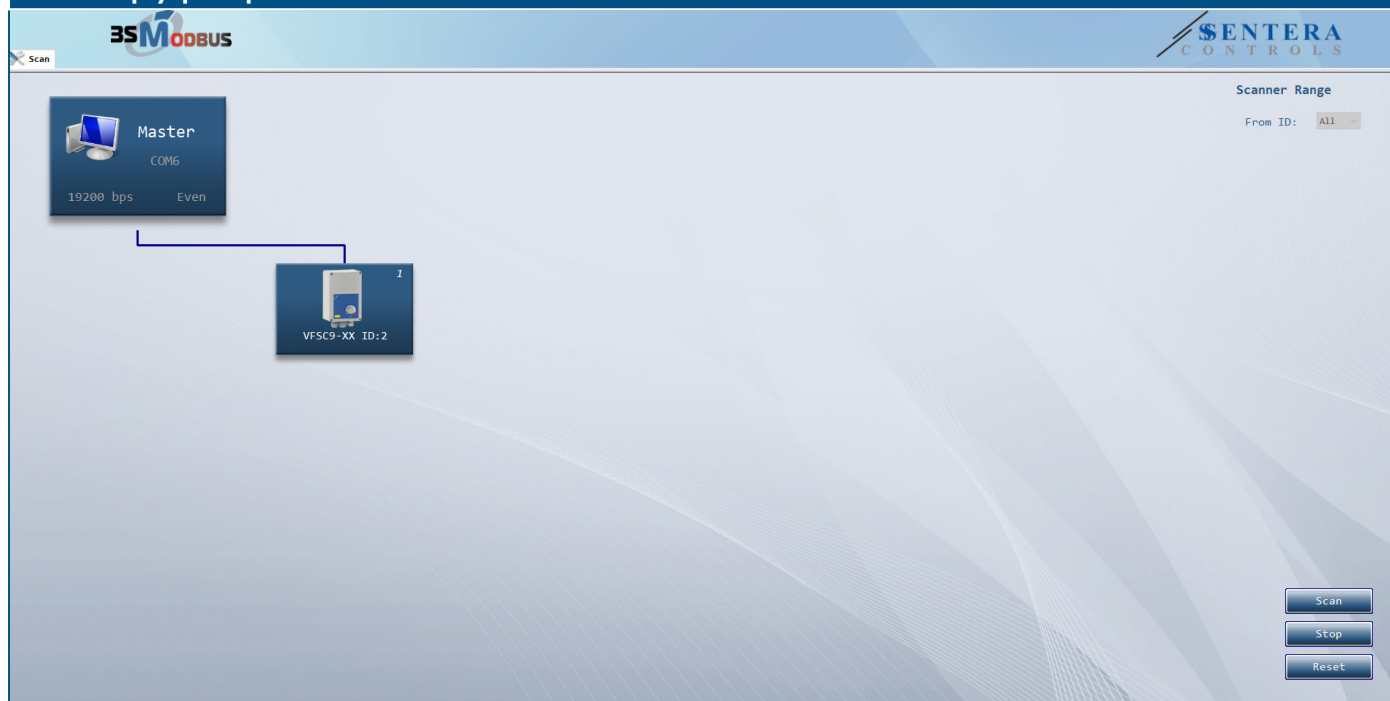 3SModbus
SENTERA
CONTROLS
Scan
Scanner Range
From ID: All
Master
COM6
19200 bps Even
1
VFSC9-XX ID:2
Scan
Stop
Reset